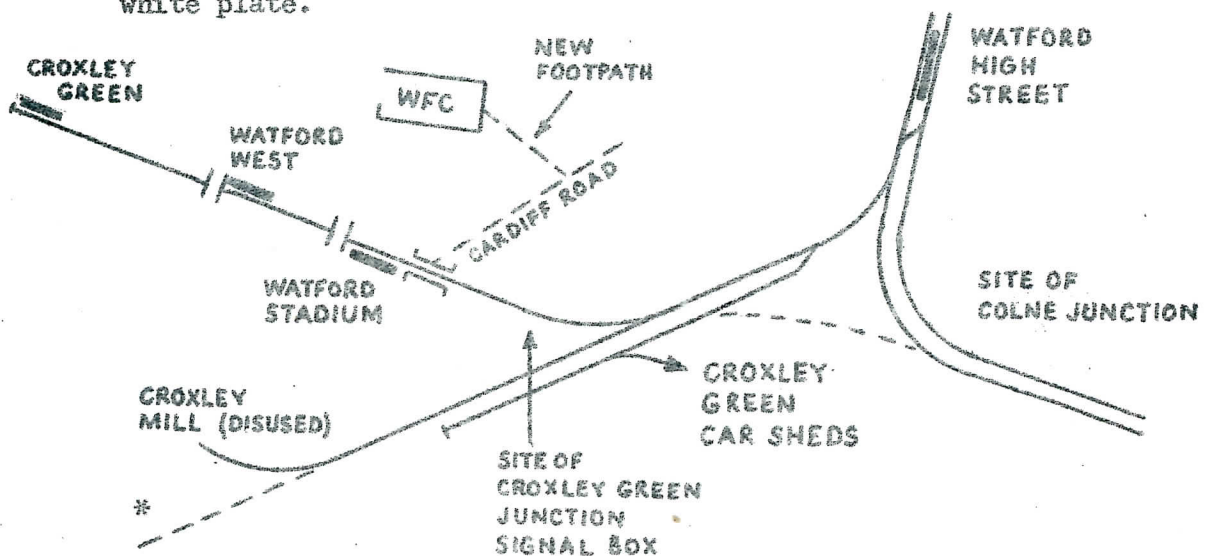 white plate.
NEW
FOOTPATH
WATFORD
HIGH
STREET
CROXLEY
GREEN
WFC
WATFORD
WEST
CARDIFF ROAD
WATFORD
STADIUM
SITE OF
COLNE JUNCTION
CROXLEY
GREEN
CAR SHEDS
CROXLEY
MILL (DISUSED)
SITE OF
CROXLEY GREEN
JUNCTION
SIGNAL BOX
*